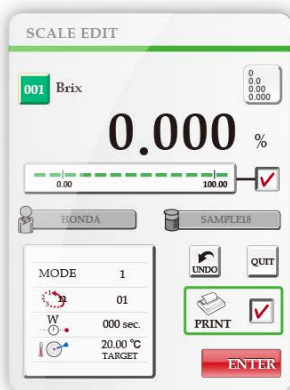 SCALE EDIT
001 Brix
0
0.0
0.00
0.000
0.000 %
0.00 100.00
HONDA SAMPLE18
MODE 1
n 01
W 000 sec.
20.00 °C
TARGET
UNDO QUIT
PRINT
ENTER